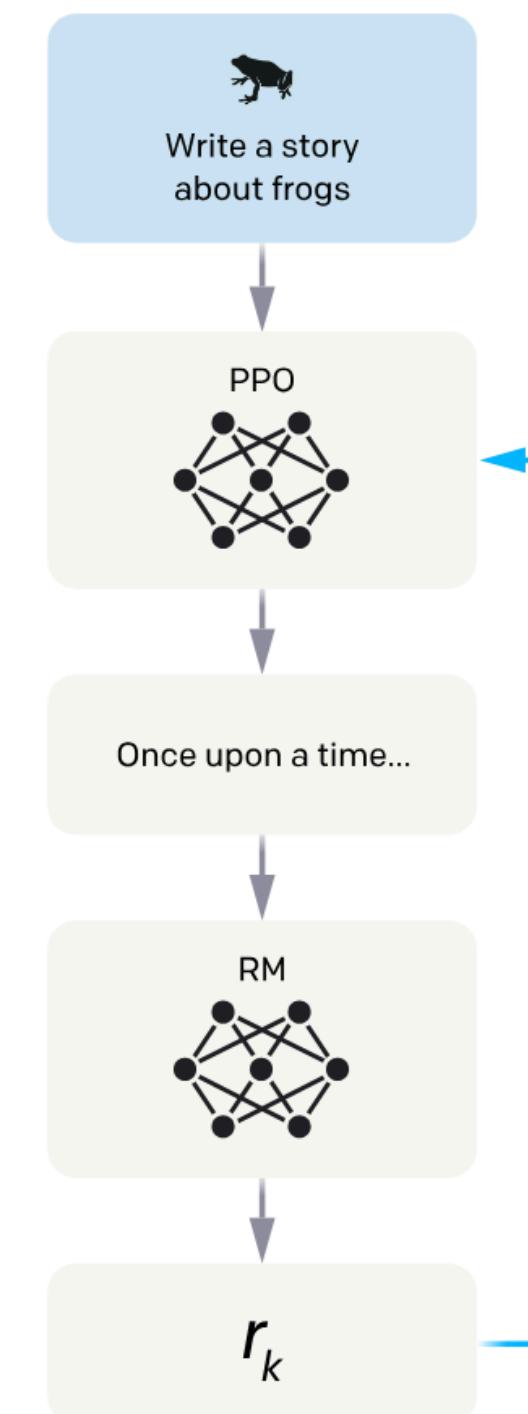 Write a story
about frogs
PPO
Once upon a time...
RM
r_k